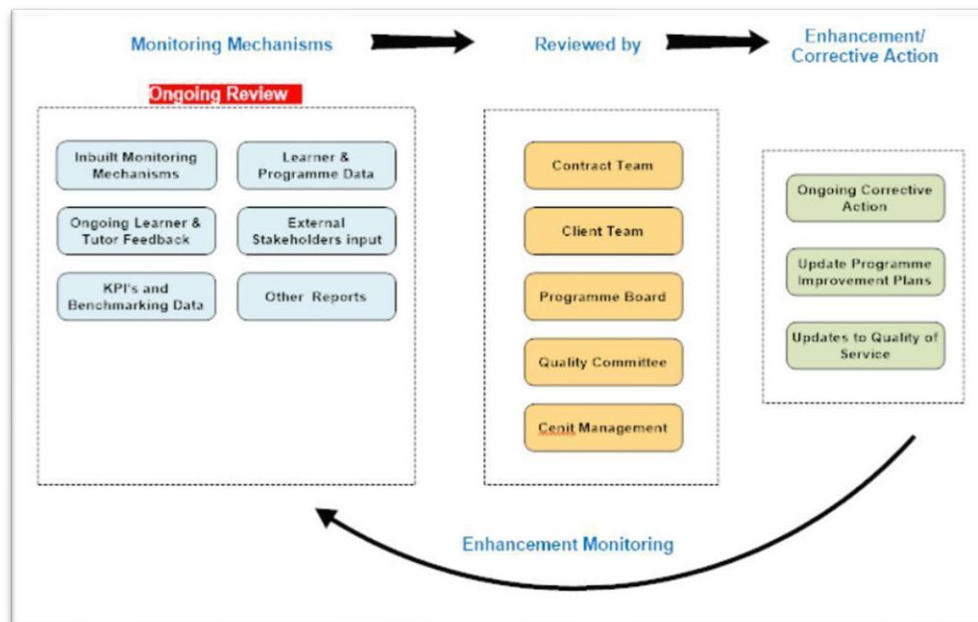 Monitoring Mechanisms
Reviewed by
Enhancement/
Corrective Action
Ongoing Review
Inbuilt Monitoring
Mechanisms
Learner &
Programme Data
Ongoing Learner &
Tutor Feedback
External
Stakeholders input
KPI's and
Benchmarking Data
Other Reports
Contract Team
Client Team
Programme Board
Quality Committee
Cenit Management
Ongoing Corrective
Action
Update Programme
Improvement Plans
Updates to Quality of
Service
Enhancement Monitoring